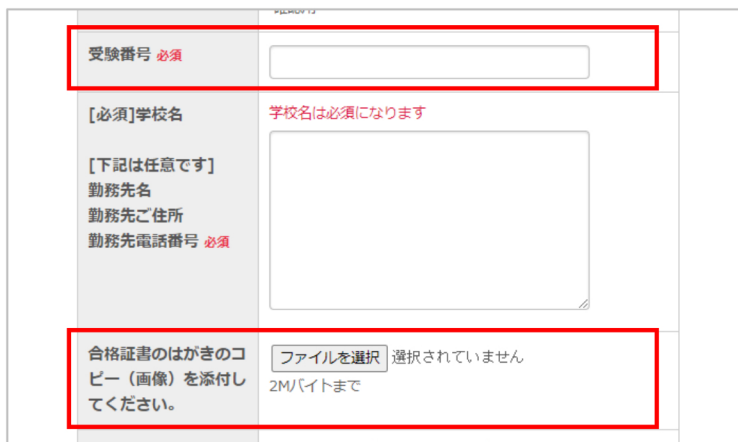 受験番号 必須
[必須]学校名
学校名は必須になります
[下記は任意です]
勤務先名
勤務先ご住所
勤務先電話番号 必須
合格証書のはがきのコ
ピー（画像）を添付し
てください。
ファイルを選択 選択されていません
2Mバイトまで